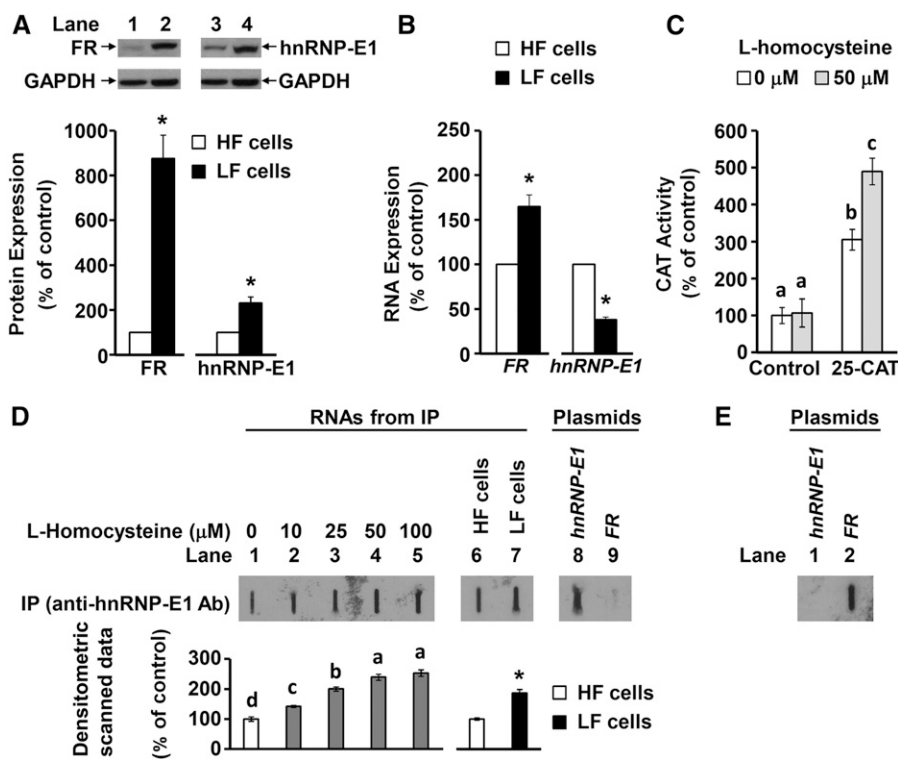 A
Lane 1 2 3 4
FR hnRNP-E1
GAPDH GAPDH
HF cells
LF cells
Protein Expression
(% of control)
1000
800
600
400
200
0
*
*
FR hnRNP-E1
B
HF cells
LF cells
RNA Expression
(% of control)
250
200
150
100
50
0
*
*
FR hnRNP-E1
C
L-homocysteine
0 μM 50 μM
CAT Activity
(% of control)
600
500
400
300
200
100
0
a a b c
Control 25-CAT
D
RNAs from IP Plasmids
HF cells LF cells hnRNP-E1 FR
L-Homocysteine (μM) 0 10 25 50 100
Lane 1 2 3 4 5 6 7 8 9
IP (anti-hnRNP-E1 Ab)
Densitometric
scanned data
(% of control)
300
200
100
0
d c b a a *
HF cells
LF cells
E
Plasmids
hnRNP-E1 FR
Lane 1 2